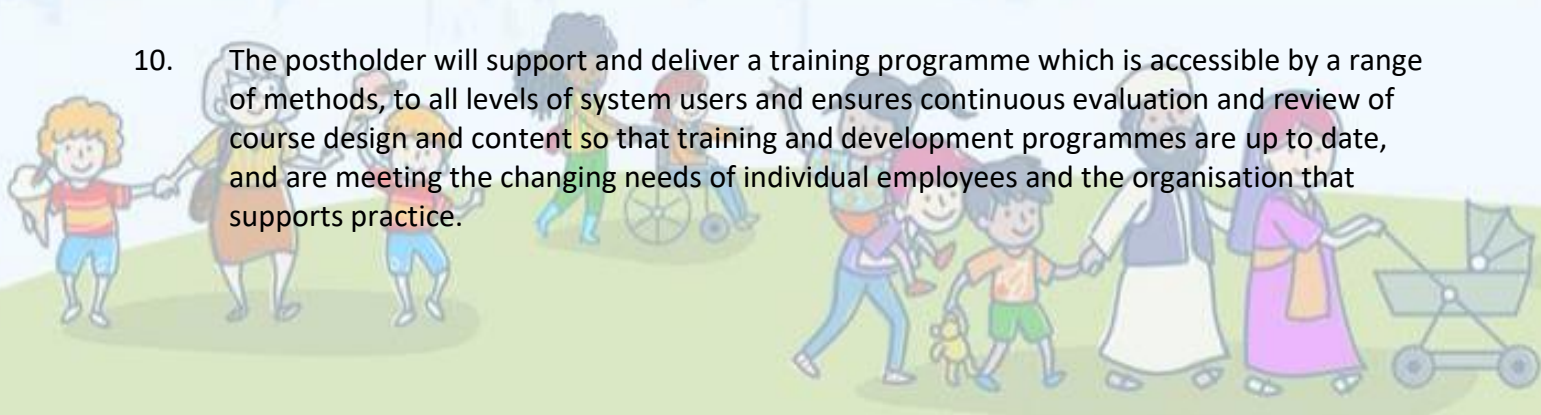 10. The postholder will support and deliver a training programme which is accessible by a range
of methods, to all levels of system users and ensures continuous evaluation and review of
course design and content so that training and development programmes are up to date,
and are meeting the changing needs of individual employees and the organisation that
supports practice.